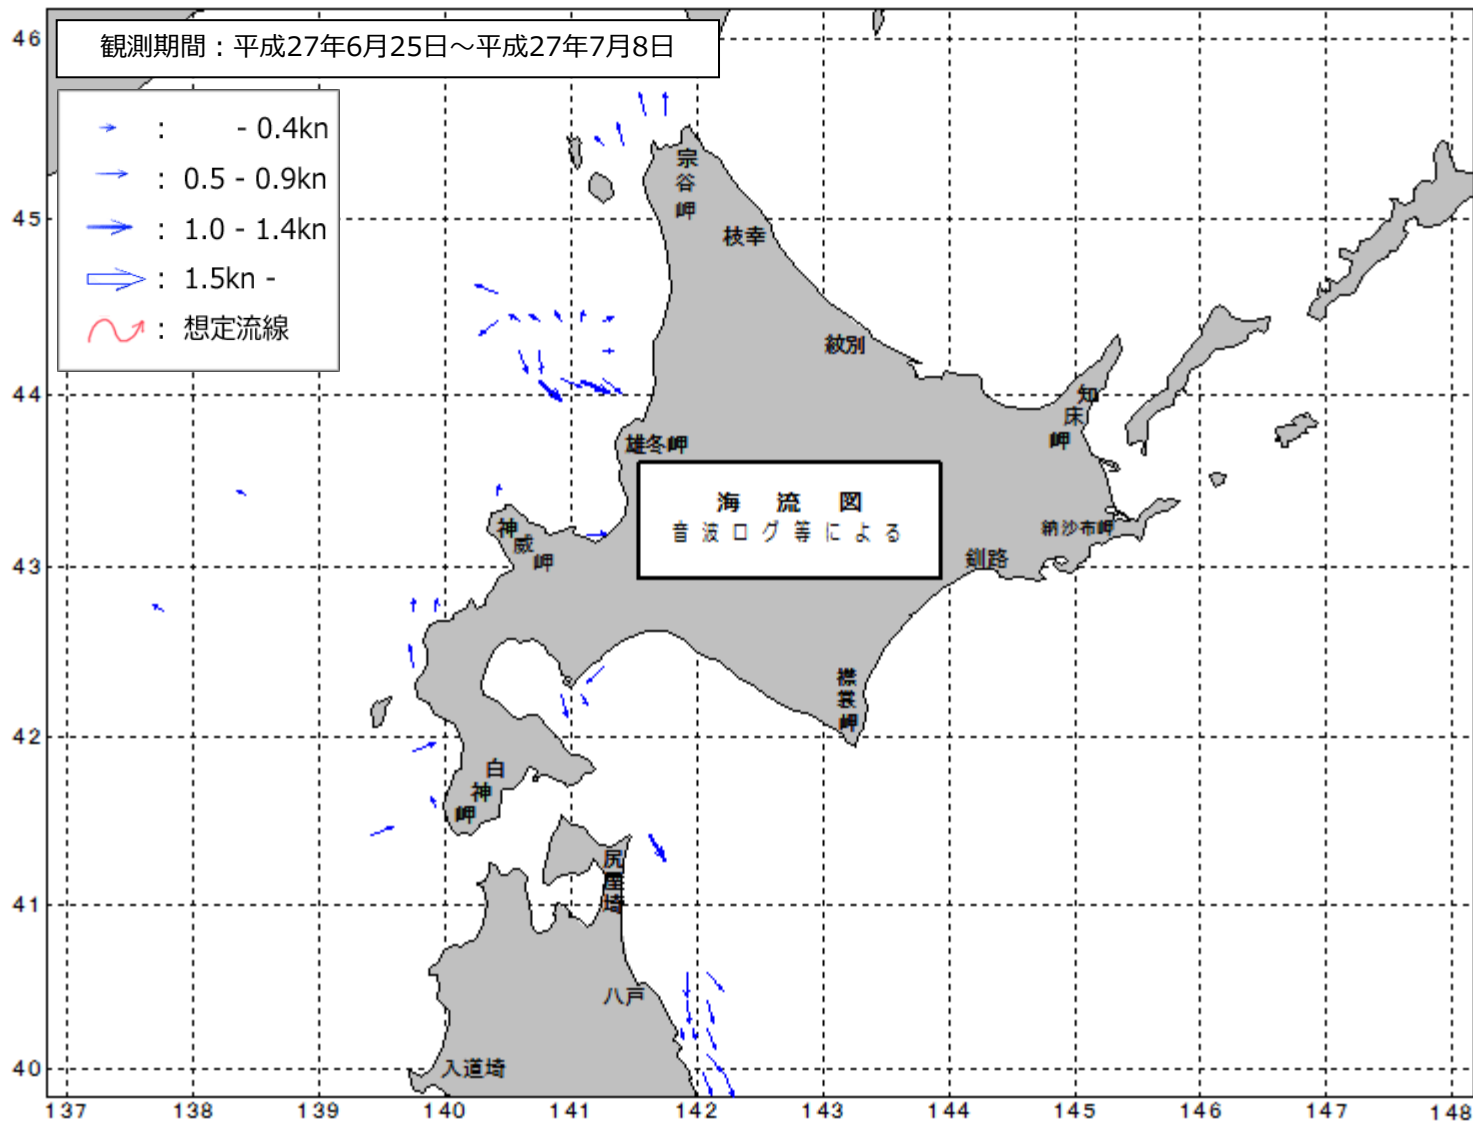 観測期間：平成27年6月25日～平成27年7月8日
： - 0.4kn
： 0.5 - 0.9kn
： 1.0 - 1.4kn
： 1.5kn -
： 想定流線
46
45
44
43
42
41
40
宗谷岬
枝幸
紋別
知床岬
雄冬岬
海 流 図
音 波 ロ グ 等 に よ る
神威岬
納沙布岬
釧路
襟裳岬
白神岬
尻屋埼
八戸
入道埼
137 138 139 140 141 142 143 144 145 146 147 148